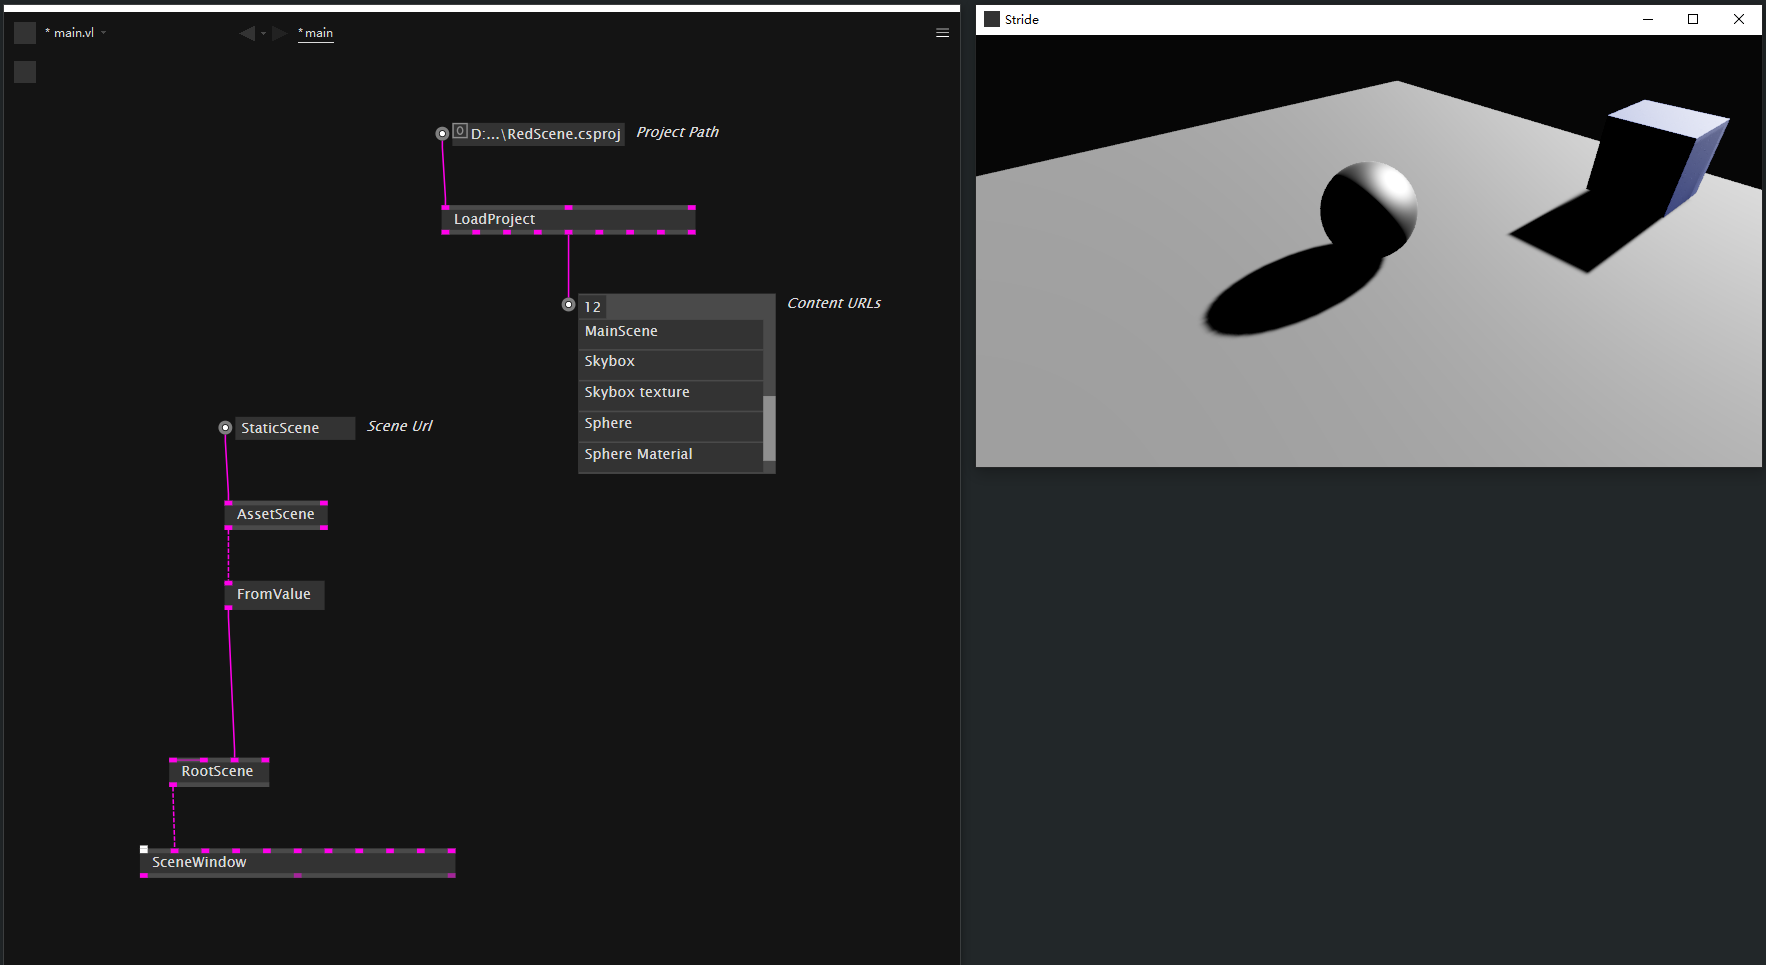 * main.vl
* main
0
D:...\RedScene.csproj
Project Path
LoadProject
12
Content URLs
MainScene
Skybox
Skybox texture
Sphere
Sphere Material
StaticScene
Scene Url
AssetScene
FromValue
RootScene
SceneWindow
Stride